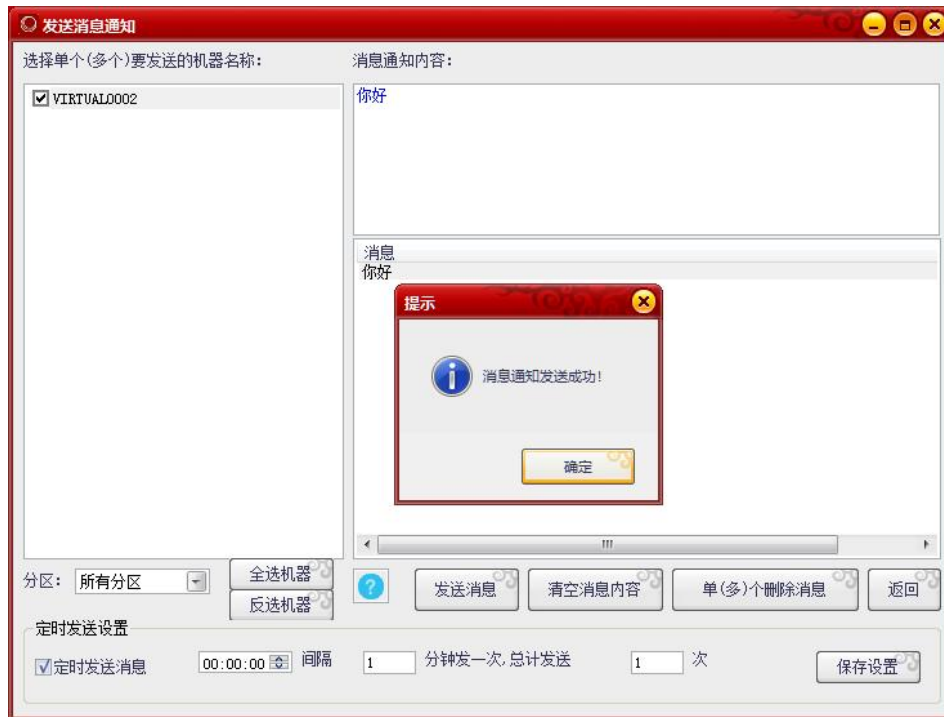 发送消息通知
选择单个(多个)要发送的机器名称:
消息通知内容:
VIRTUAL0002
你好
消息
你好
提示
消息通知发送成功!
确定
分区:
所有分区
全选机器
反选机器
?
发送消息
清空消息内容
单(多)个删除消息
返回
定时发送设置
定时发送消息
00:00:00
间隔
1
分钟发一次,总计发送
1
次
保存设置